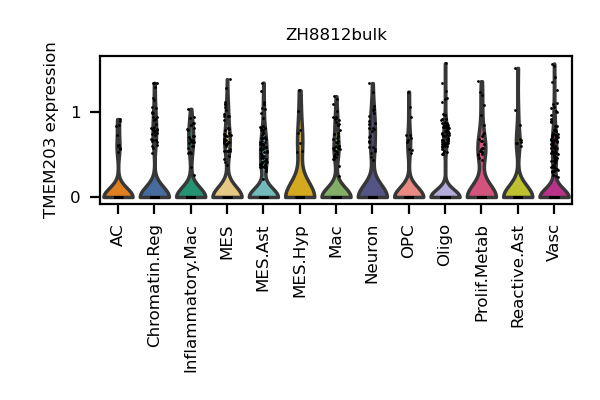 ZH8812bulk
TMEM203 expression
1
0
AC
Chromatin.Reg
Inflammatory.Mac
MES
MES.Ast
MES.Hyp
Mac
Neuron
OPC
Oligo
Prolif.Metab
Reactive.Ast
Vasc